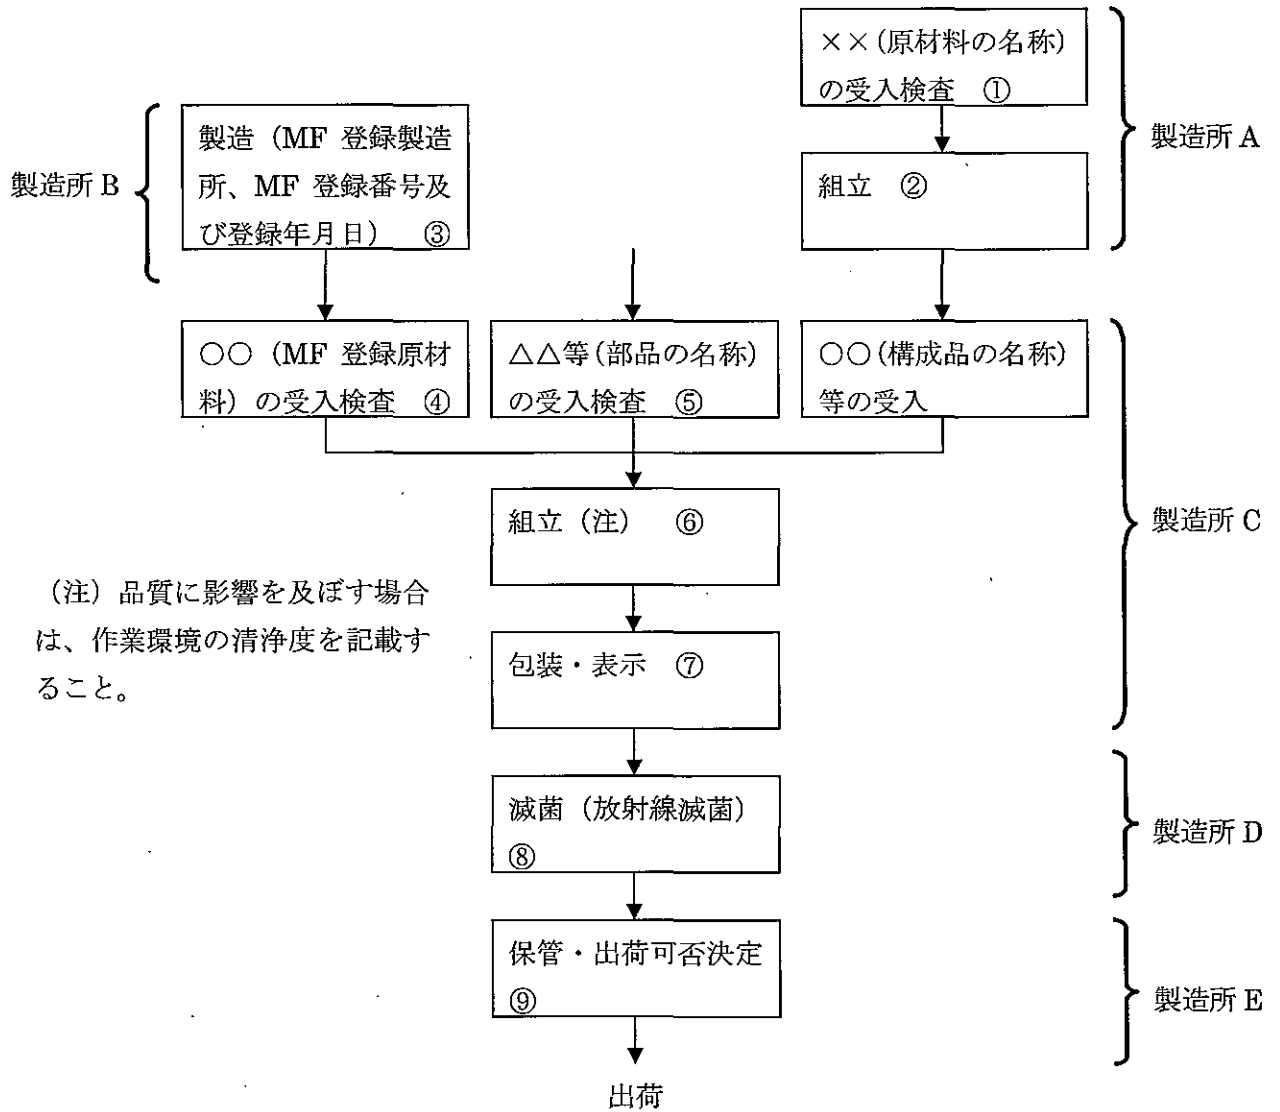 ××(原材料の名称)
の受入検査 ①
製造所 A
組立 ②
製造所 B
製造(MF 登録製造
所、MF 登録番号及
び登録年月日) ③
○○(MF 登録原材
料)の受入検査 ④
△△等(部品の名称)
の受入検査 ⑤
○○(構成品の名称)
等の受入
組立(注) ⑥
製造所 C
(注)品質に影響を及ぼす場合
は、作業環境の清浄度を記載す
ること。
包装・表示 ⑦
滅菌(放射線滅菌)
⑧
製造所 D
保管・出荷可否決定
⑨
製造所 E
出荷